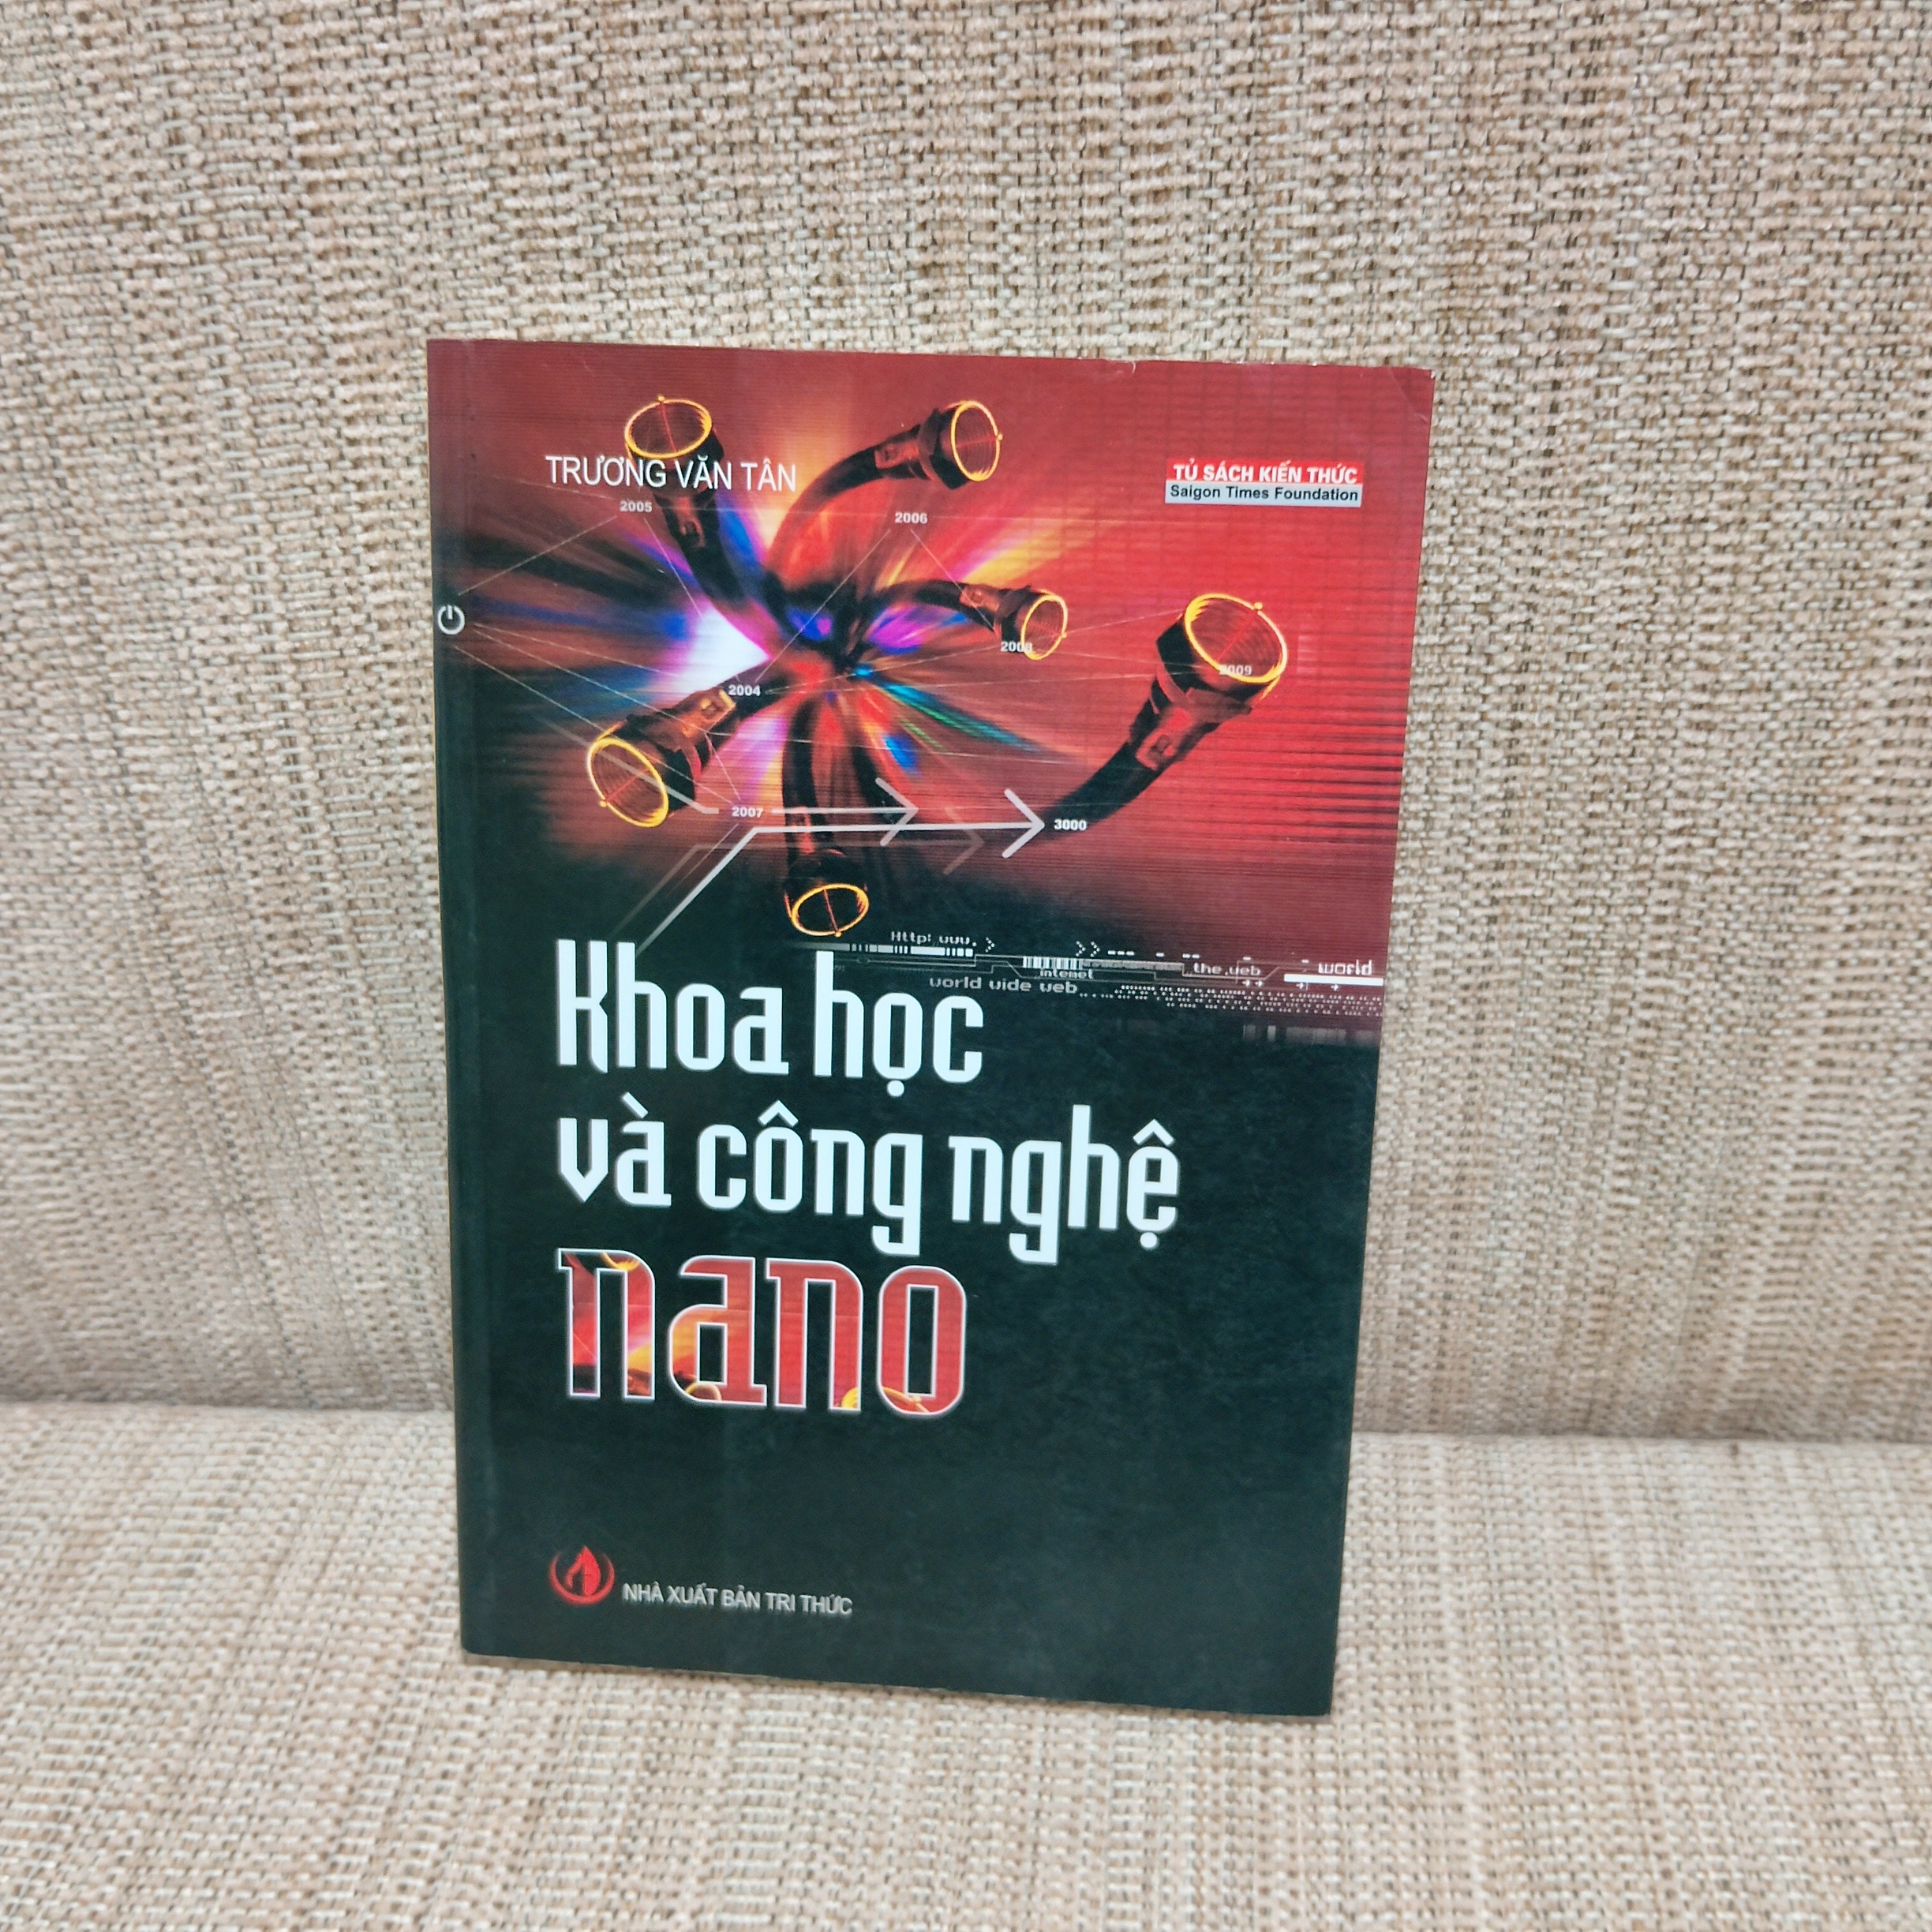 TRƯƠNG VĂN TÂN
TỦ SÁCH KIẾN THỨC
Saigon Times Foundation
2005
2006
2008
2009
2004
2007
3000
Http: www.
the.web
world
internet
world wide web
Khoa học
và công nghệ
nano
NHÀ XUẤT BẢN TRI THỨC